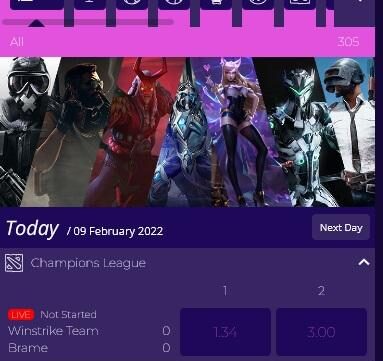 All 305
Today / 09 February 2022 Next Day
Champions League
1 2
LIVE Not Started
Winstrike Team 0 1.34 3.00
Brame 0